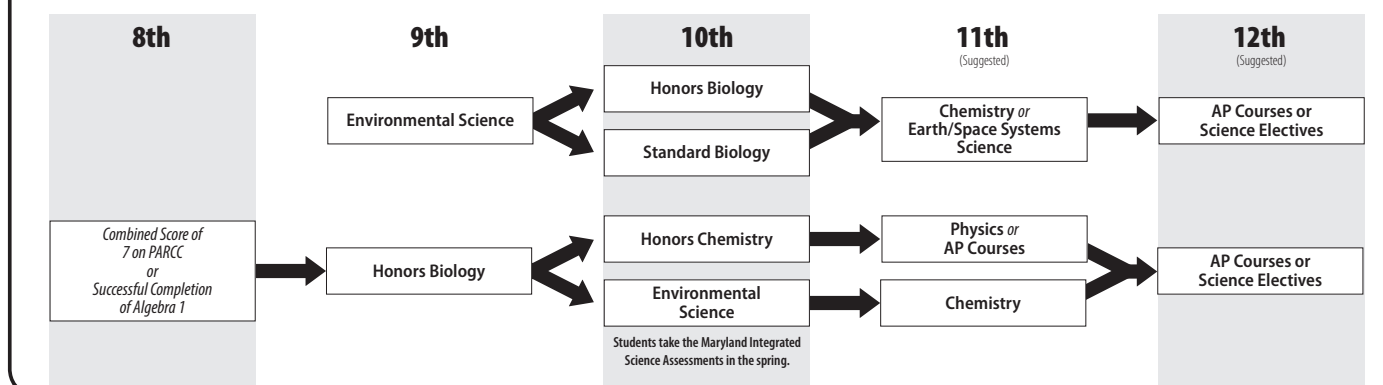 8th
9th
10th
11th
(Suggested)
12th
(Suggested)
Environmental Science
Honors Biology
Standard Biology
Chemistry or
Earth/Space Systems
Science
AP Courses or
Science Electives
Combined Score of
7 on PARCC
or
Successful Completion
of Algebra 1
Honors Biology
Honors Chemistry
Environmental
Science
Students take the Maryland Integrated
Science Assessments in the spring.
Physics or
AP Courses
Chemistry
AP Courses or
Science Electives